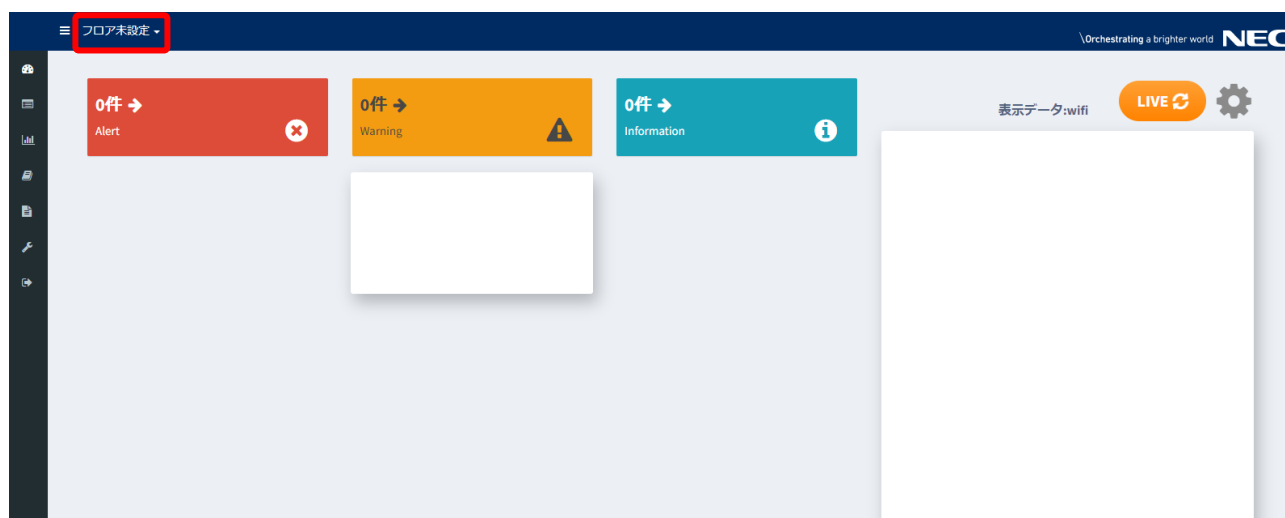 フロア未設定
\Orchestrating a brighter world NEC
0件
Alert
0件
Warning
0件
Information
表示データ:wifi
LIVE